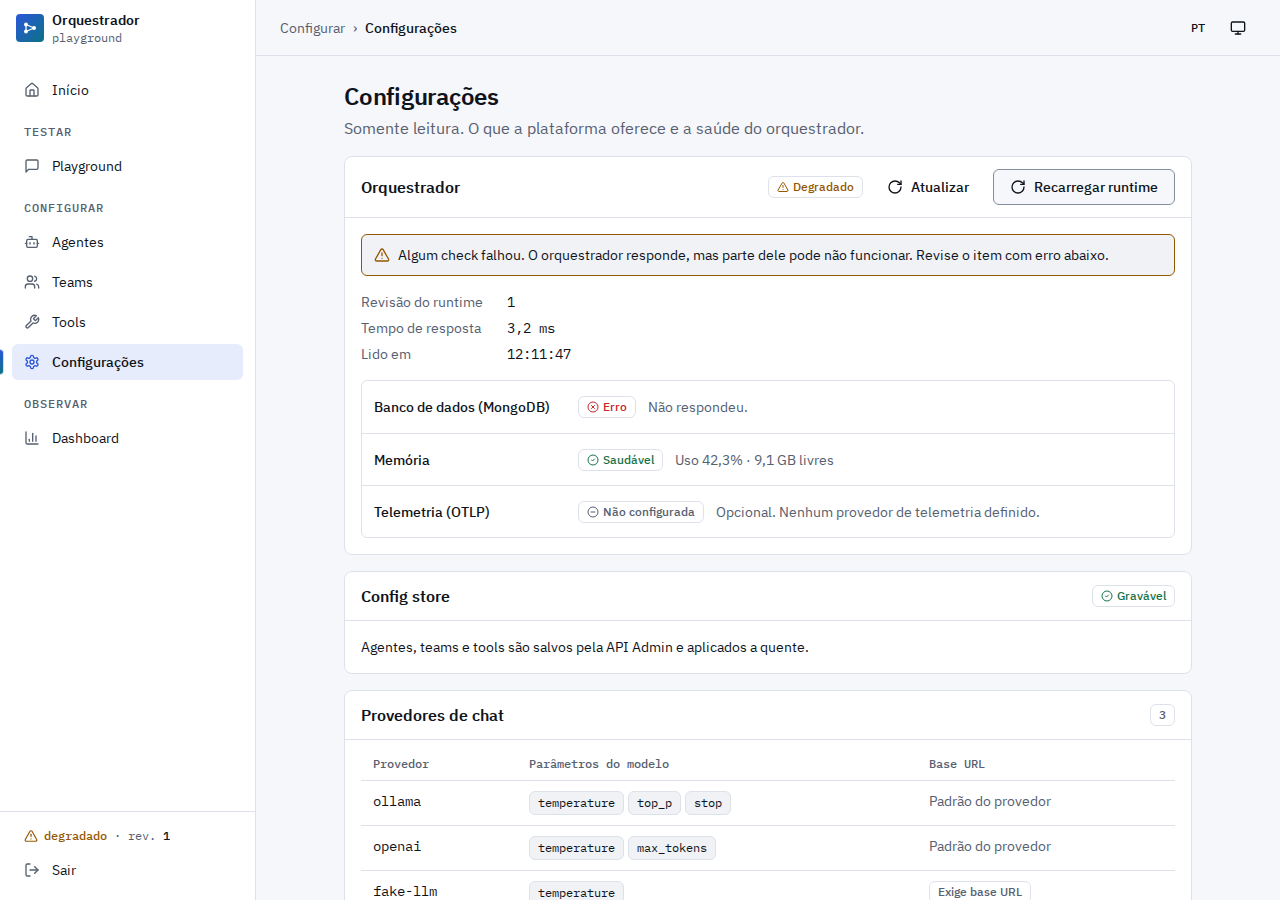 Orquestrador
playground
Início
TESTAR
Playground
CONFIGURAR
Agentes
Teams
Tools
Configurações
OBSERVAR
Dashboard
degradado · rev. 1
Sair
Configurar › Configurações
PT
Configurações
Somente leitura. O que a plataforma oferece e a saúde do orquestrador.
Orquestrador
Degradado
Atualizar
Recarregar runtime
Algum check falhou. O orquestrador responde, mas parte dele pode não funcionar. Revise o item com erro abaixo.
Revisão do runtime 1
Tempo de resposta 3,2 ms
Lido em 12:11:47
Banco de dados (MongoDB) Erro Não respondeu.
Memória Saudável Uso 42,3% · 9,1 GB livres
Telemetria (OTLP) Não configurada Opcional. Nenhum provedor de telemetria definido.
Config store Gravável
Agentes, teams e tools são salvos pela API Admin e aplicados a quente.
Provedores de chat 3
Provedor Parâmetros do modelo Base URL
ollama temperature top_p stop Padrão do provedor
openai temperature max_tokens Padrão do provedor
fake-llm temperature Exige base URL